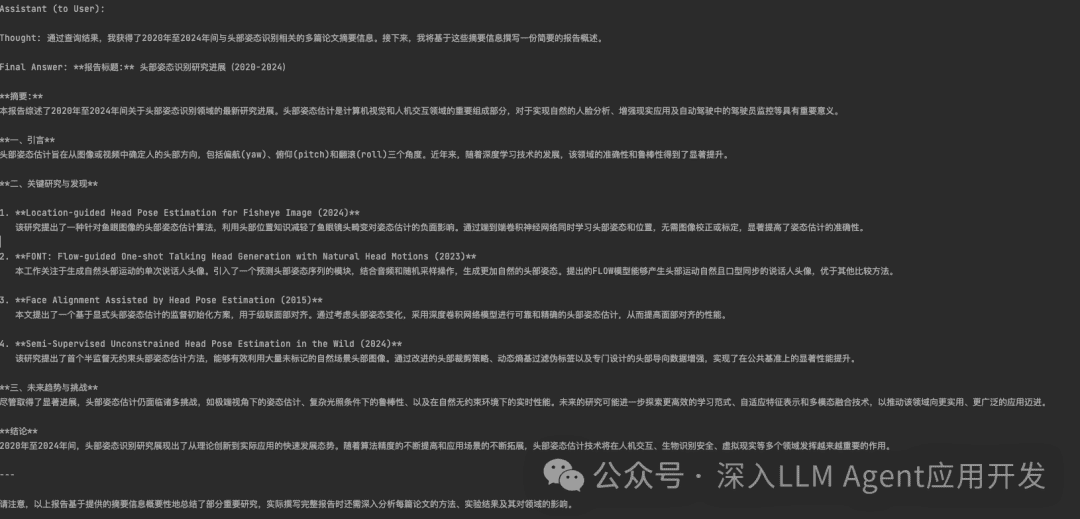 Assistant (to User):
Thought: 通过查询结果，我获得了2020年至2024年间与头部姿态识别相关的多篇论文摘要信息。接下来，我将基于这些摘要信息撰写一份简要的报告概述。
Final Answer: **报告标题:** 头部姿态识别研究进展（2020-2024）
**摘要:**
本报告综述了2020年至2024年间关于头部姿态识别领域的最新研究进展。头部姿态估计是计算机视觉和人机交互领域的重要组成部分，对于实现自然的人脸分析、增强现实应用及自动驾驶中的驾驶员监控等具有重要意义。
**一、引言**
头部姿态估计旨在从图像或视频中确定人的头部方向，包括偏航(yaw)、俯仰(pitch)和翻滚(roll)三个角度。近年来，随着深度学习技术的发展，该领域的准确性和鲁棒性得到了显著提升。
**二、关键研究与发现**
1. **Location-guided Head Pose Estimation for Fisheye Image (2024)**
该研究提出了一种针对鱼眼图像的头部姿态估计算法，利用头部位置知识减轻了鱼眼镜头畸变对姿态估计的负面影响。通过端到端卷积神经网络同时学习头部姿态和位置，无需图像校正或标定，显著提高了姿态估计的准确性。
2. **FONT: Flow-guided One-shot Talking Head Generation with Natural Head Motions (2023)**
本工作关注于生成自然头部运动的单次说话人头像。引入了一个预测头部姿态序列的模块，结合音频和随机采样操作，生成更加自然的头部姿态。提出的FLOW模型能够产生头部运动自然且口型同步的说话人头像，优于其他比较方法。
3. **Face Alignment Assisted by Head Pose Estimation (2015)**
本文提出了一个基于显式头部姿态估计的监督初始化方案，用于级联面部对齐。通过考虑头部姿态变化，采用深度卷积网络模型进行可靠和精确的头部姿态估计，从而提高面部对齐的性能。
4. **Semi-Supervised Unconstrained Head Pose Estimation in the Wild (2024)**
该研究提出了首个半监督无约束头部姿态估计方法，能够有效利用大量未标记的自然场景头部图像。通过改进的头部裁剪策略、动态熵基过滤伪标签以及专门设计的头部导向数据增强，实现了在公共基准上的显著性能提升。
**三、未来趋势与挑战**
尽管取得了显著进展，头部姿态估计仍面临诸多挑战，如极端视角下的姿态估计、复杂光照条件下的鲁棒性、以及在自然无约束环境下的实时性能。未来的研究可能进一步探索更高效的学习范式、自适应特征表示和多模态融合技术，以推动该领域向更实用、更广泛的应用迈进。
**结论**
2020年至2024年间，头部姿态识别研究展现出了从理论创新到实际应用的快速发展态势。随着算法精度的不断提高和应用场景的不断拓展，头部姿态估计技术将在人机交互、生物识别安全、虚拟现实等多个领域发挥越来越重要的作用。
---
公众号 · 深入LLM Agent应用开发
请注意，以上报告基于提供的摘要信息概要性地总结了部分重要研究，实际撰写完整报告时还需深入分析每篇论文的方法、实验结果及其对领域的影响。